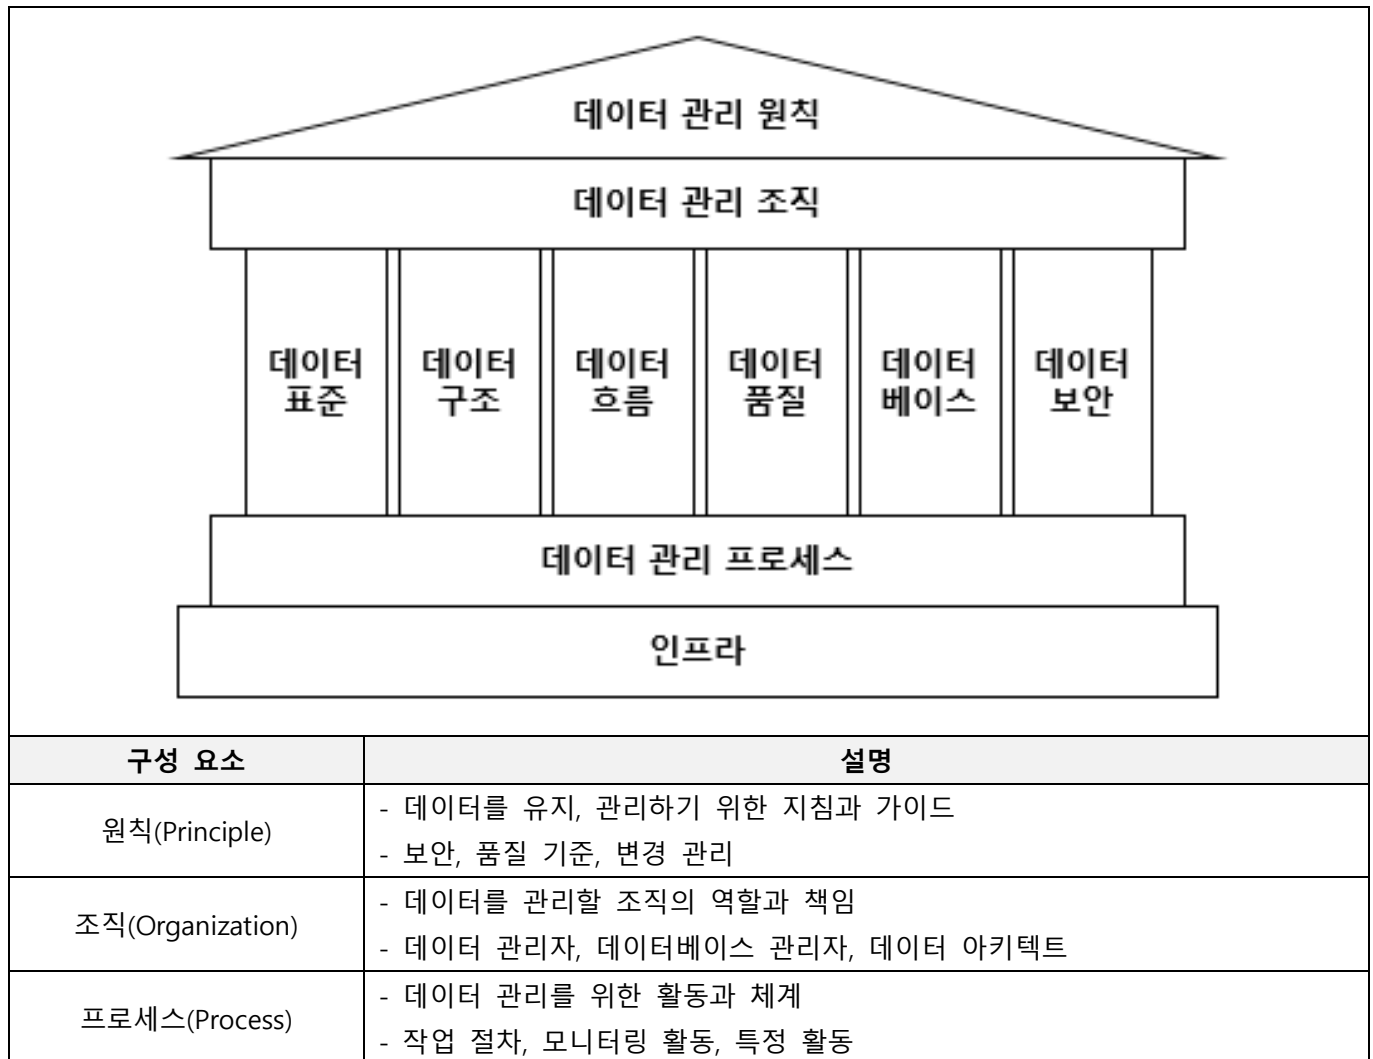 데이터 관리 원칙
데이터 관리 조직
데이터 표준
데이터 구조
데이터 흐름
데이터 품질
데이터 베이스
데이터 보안
데이터 관리 프로세스
인프라
구성 요소
설명
원칙(Principle)
- 데이터를 유지, 관리하기 위한 지침과 가이드
- 보안, 품질 기준, 변경 관리
조직(Organization)
- 데이터를 관리할 조직의 역할과 책임
- 데이터 관리자, 데이터베이스 관리자, 데이터 아키텍트
프로세스(Process)
- 데이터 관리를 위한 활동과 체계
- 작업 절차, 모니터링 활동, 특정 활동